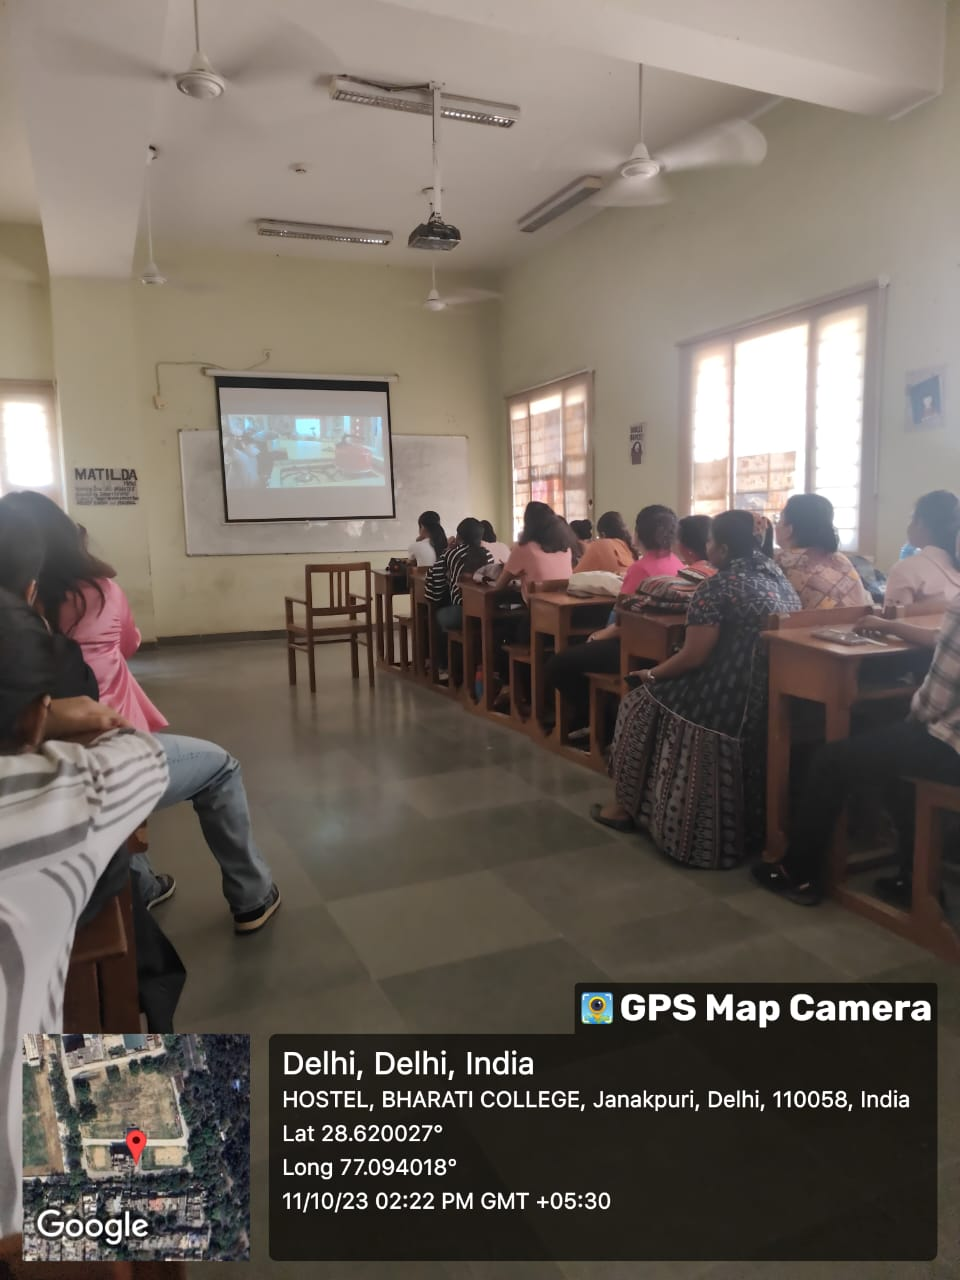 MATILDA
GPS Map Camera
Delhi, Delhi, India
HOSTEL, BHARATI COLLEGE, Janakpuri, Delhi, 110058, India
Lat 28.620027°
Long 77.094018°
11/10/23 02:22 PM GMT +05:30
Google